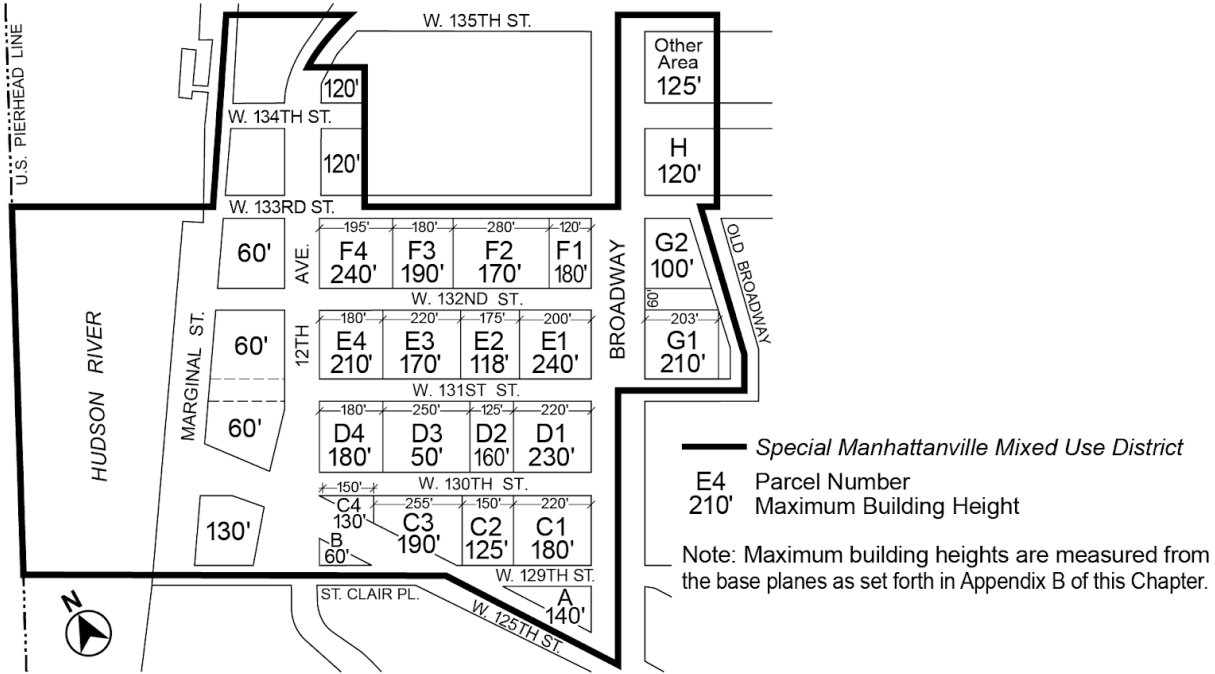 W. 135TH ST.
U.S. PIERHEAD LINE
Other
Area
125'
120'
W. 134TH ST.
120'
H
120'
W. 133RD ST.
195' 180' 280' 120'
60'
AVE.
F4 F3 F2 F1
240' 190' 170' 180'
BROADWAY
G2
100'
OLD BROADWAY
W. 132ND ST.
60'
180' 220' 175' 200' 203'
HUDSON RIVER
MARGINAL ST.
60'
12TH
E4 E3 E2 E1
210' 170' 118' 240'
G1
210'
W. 131ST ST.
180' 250' 125' 220'
60'
D4 D3 D2 D1
180' 50' 160' 230'
Special Manhattanville Mixed Use District
W. 130TH ST.
E4 Parcel Number
210' Maximum Building Height
150' 255' 150' 220'
130'
C4
130'
C3 C2 C1
190' 125' 180'
B
60'
Note: Maximum building heights are measured from
the base planes as set forth in Appendix B of this Chapter.
W. 129TH ST.
ST. CLAIR PL.
A
140'
W. 125TH ST.
N